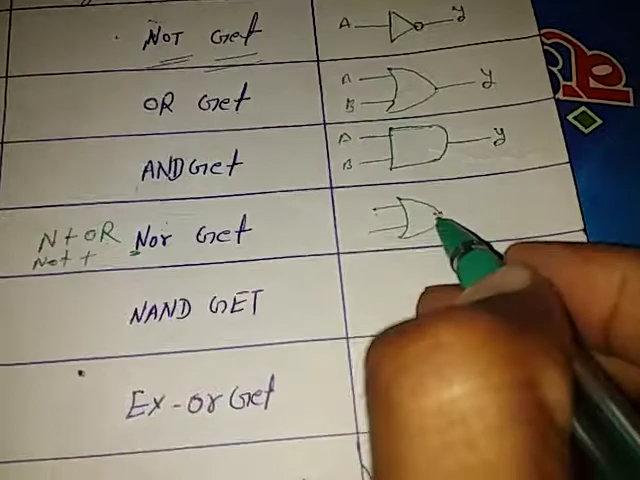 NOT Get
A y
OR Get
A y
B
AND Get
A y
B
N + OR Nor Get
Not +
NAND GET
Ex-or Get